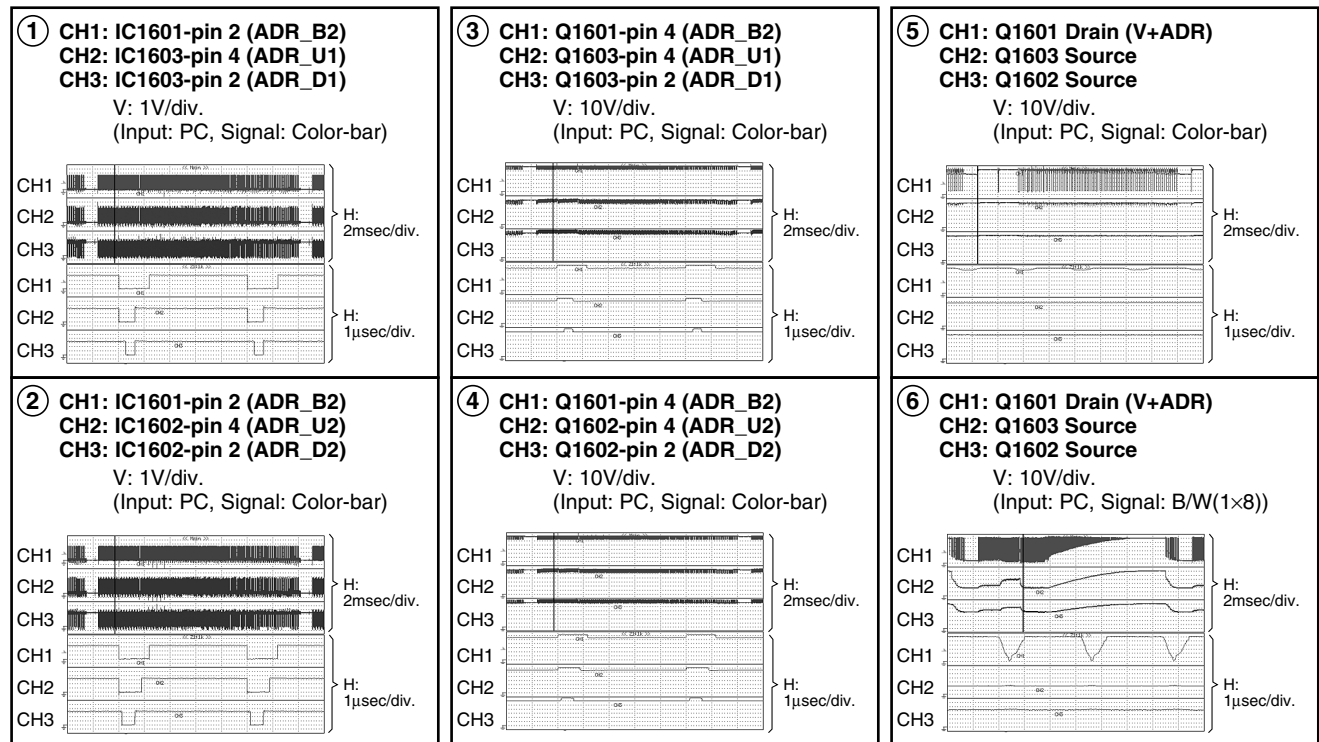 1 CH1: IC1601-pin 2 (ADR_B2)
CH2: IC1603-pin 4 (ADR_U1)
CH3: IC1603-pin 2 (ADR_D1)
V: 1V/div.
(Input: PC, Signal: Color-bar)
CH1
CH2
CH3
H:
2msec/div.
CH1
CH2
CH3
H:
1μsec/div.
2 CH1: IC1601-pin 2 (ADR_B2)
CH2: IC1602-pin 4 (ADR_U2)
CH3: IC1602-pin 2 (ADR_D2)
V: 1V/div.
(Input: PC, Signal: Color-bar)
CH1
CH2
CH3
H:
2msec/div.
CH1
CH2
CH3
H:
1μsec/div.
3 CH1: Q1601-pin 4 (ADR_B2)
CH2: Q1603-pin 4 (ADR_U1)
CH3: Q1603-pin 2 (ADR_D1)
V: 10V/div.
(Input: PC, Signal: Color-bar)
CH1
CH2
CH3
H:
2msec/div.
CH1
CH2
CH3
H:
1μsec/div.
4 CH1: Q1601-pin 4 (ADR_B2)
CH2: Q1602-pin 4 (ADR_U2)
CH3: Q1602-pin 2 (ADR_D2)
V: 10V/div.
(Input: PC, Signal: Color-bar)
CH1
CH2
CH3
H:
2msec/div.
CH1
CH2
CH3
H:
1μsec/div.
5 CH1: Q1601 Drain (V+ADR)
CH2: Q1603 Source
CH3: Q1602 Source
V: 10V/div.
(Input: PC, Signal: Color-bar)
CH1
CH2
CH3
H:
2msec/div.
CH1
CH2
CH3
H:
1μsec/div.
6 CH1: Q1601 Drain (V+ADR)
CH2: Q1603 Source
CH3: Q1602 Source
V: 10V/div.
(Input: PC, Signal: B/W(1×8))
CH1
CH2
CH3
H:
2msec/div.
CH1
CH2
CH3
H:
1μsec/div.